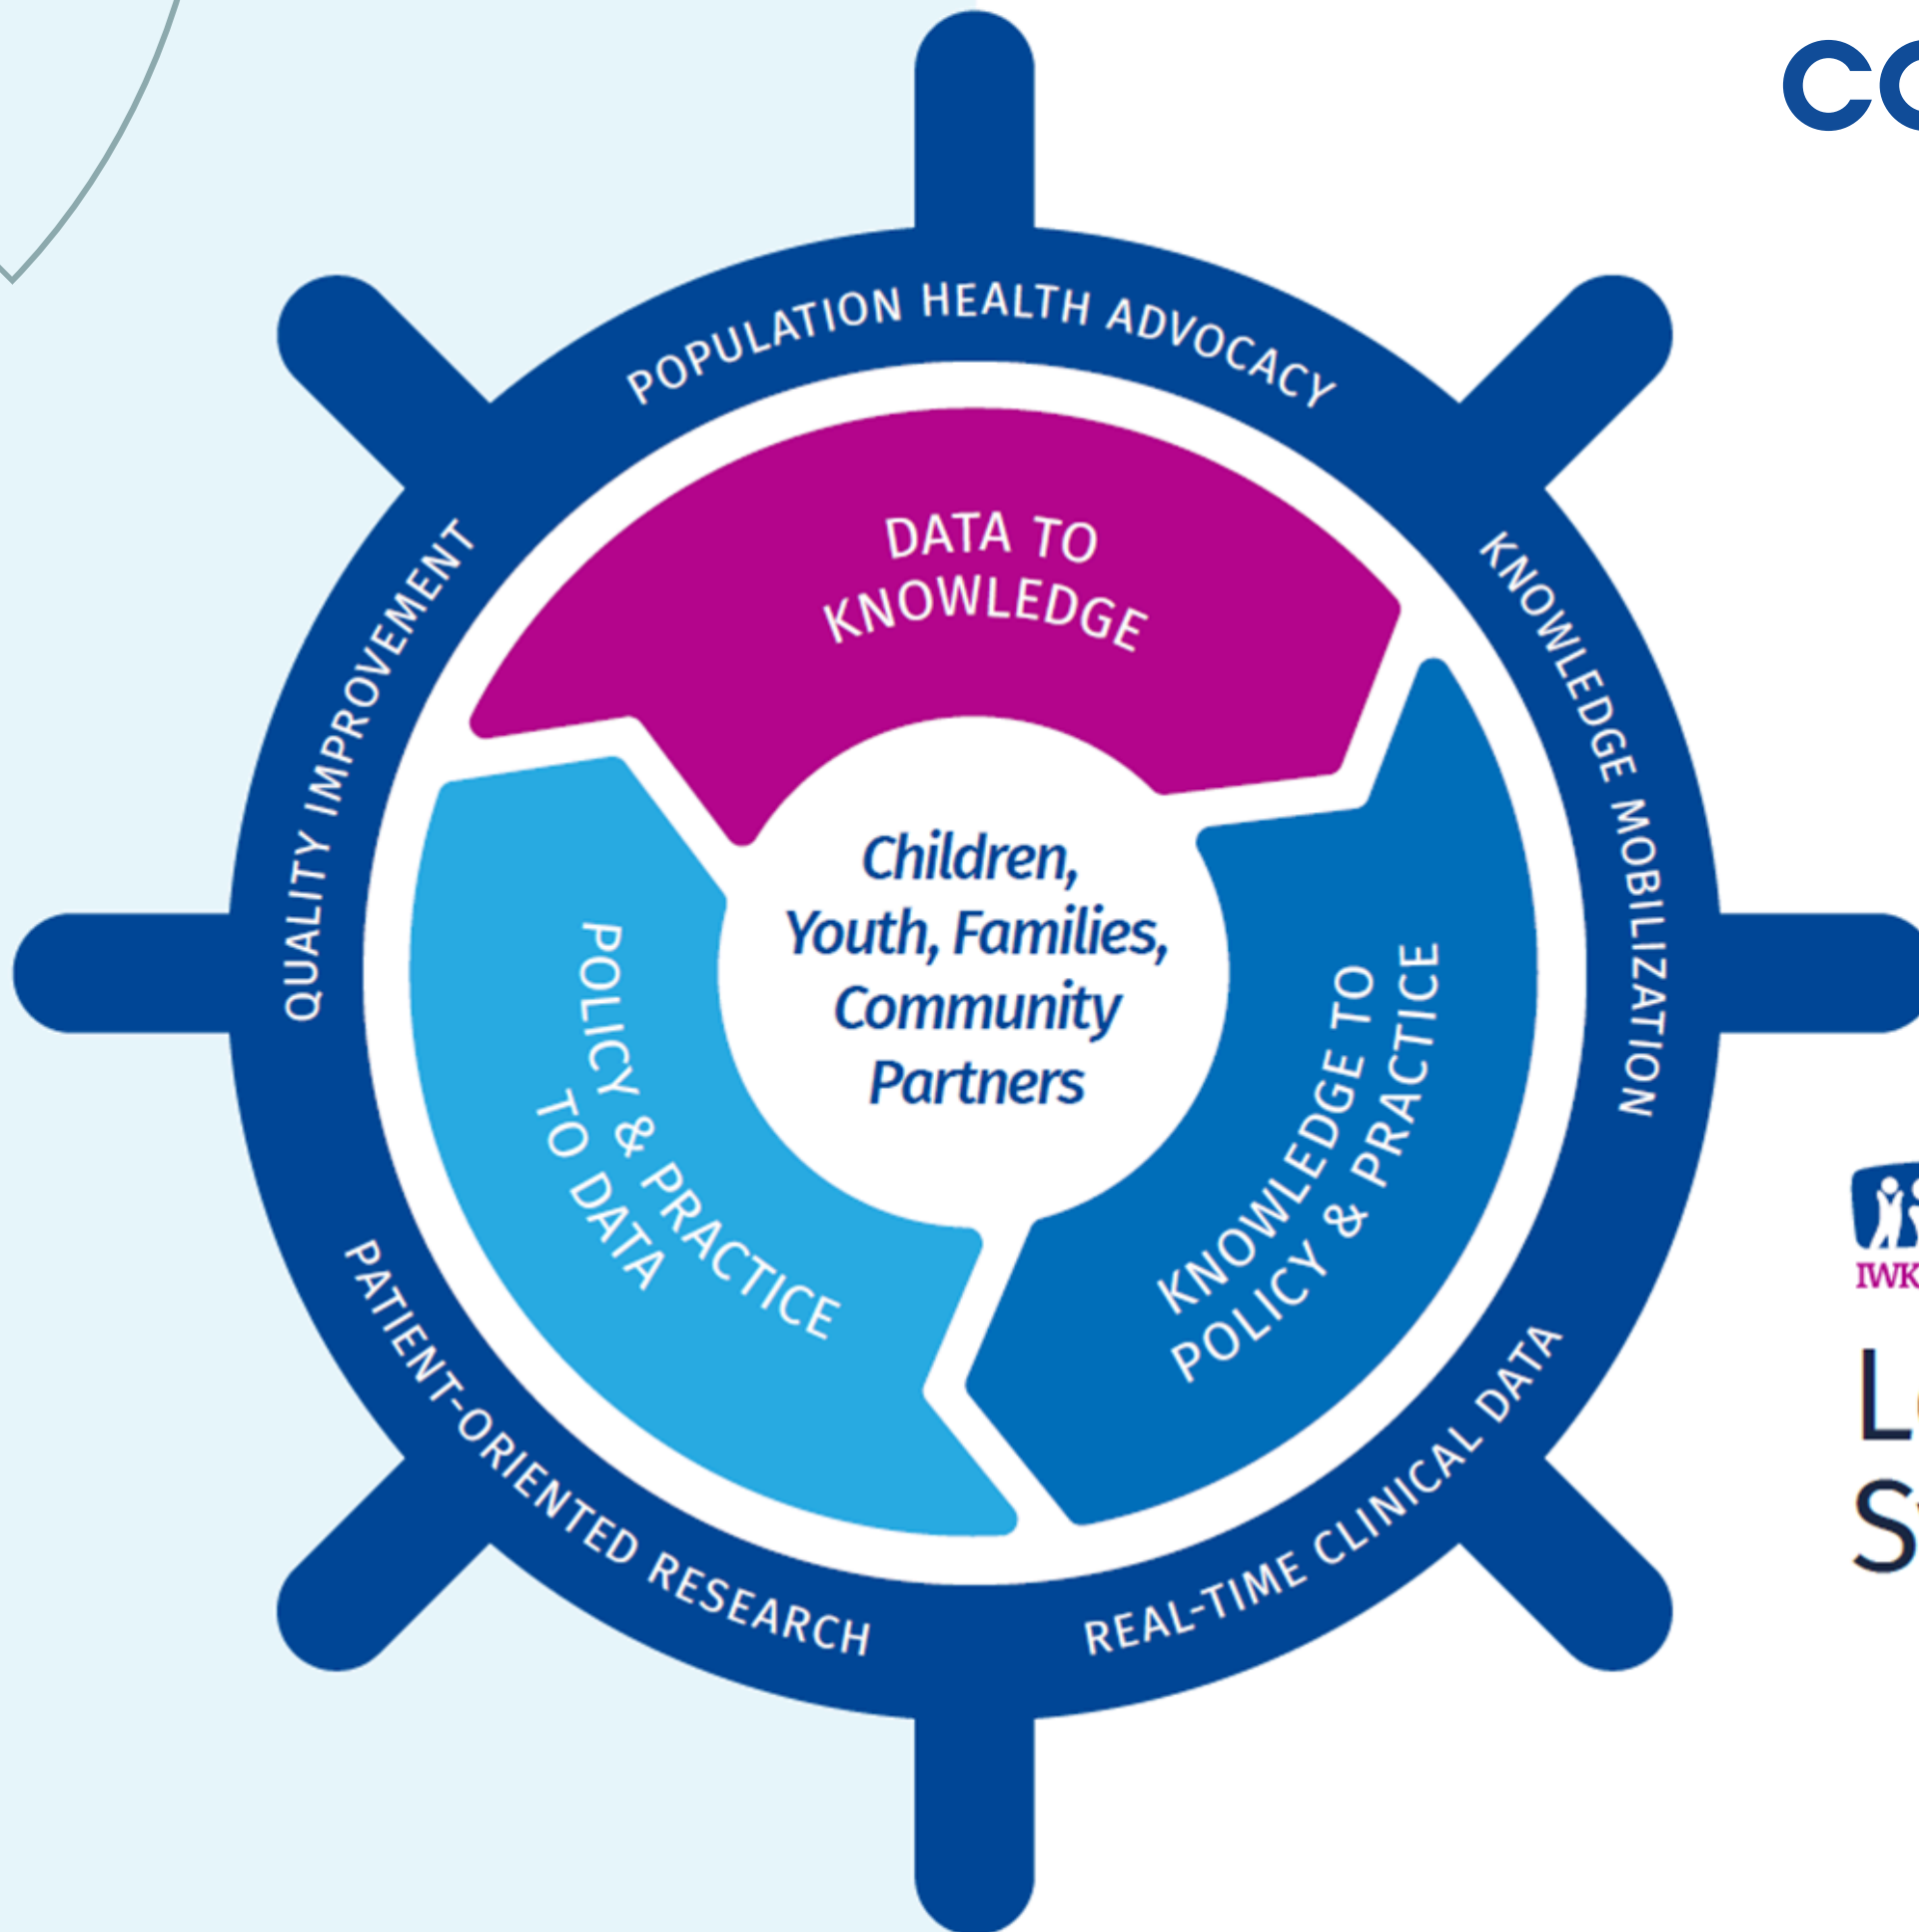 POPULATION HEALTH ADVOCACY
KNOWLEDGE MOBILIZATION
REAL-TIME CLINICAL DATA
PATIENT-ORIENTED RESEARCH
QUALITY IMPROVEMENT
DATA TO
KNOWLEDGE
KNOWLEDGE TO
POLICY & PRACTICE
POLICY & PRACTICE
TO DATA
Children,
Youth, Families,
Community
Partners
IWK